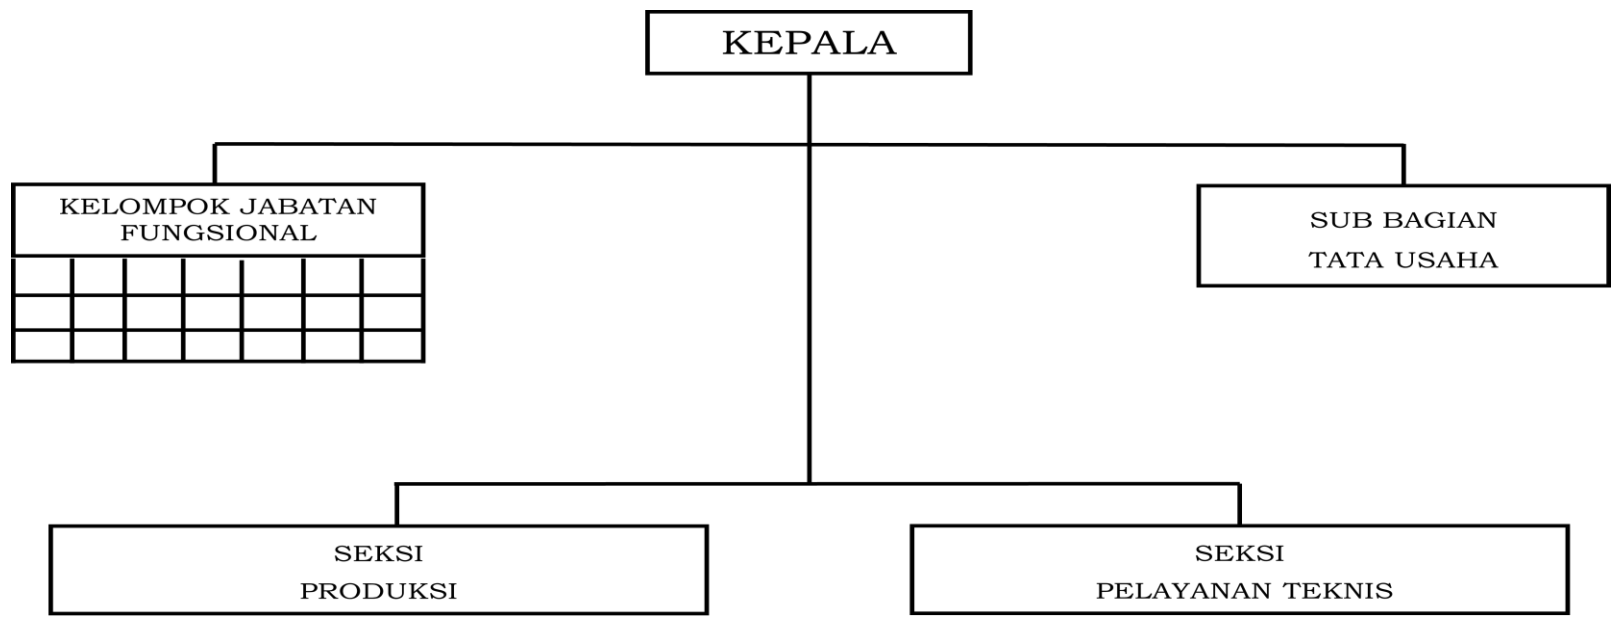 KEPALA
KELOMPOK JABATAN
FUNGSIONAL
SUB BAGIAN
TATA USAHA
SEKSI
PRODUKSI
SEKSI
PELAYANAN TEKNIS